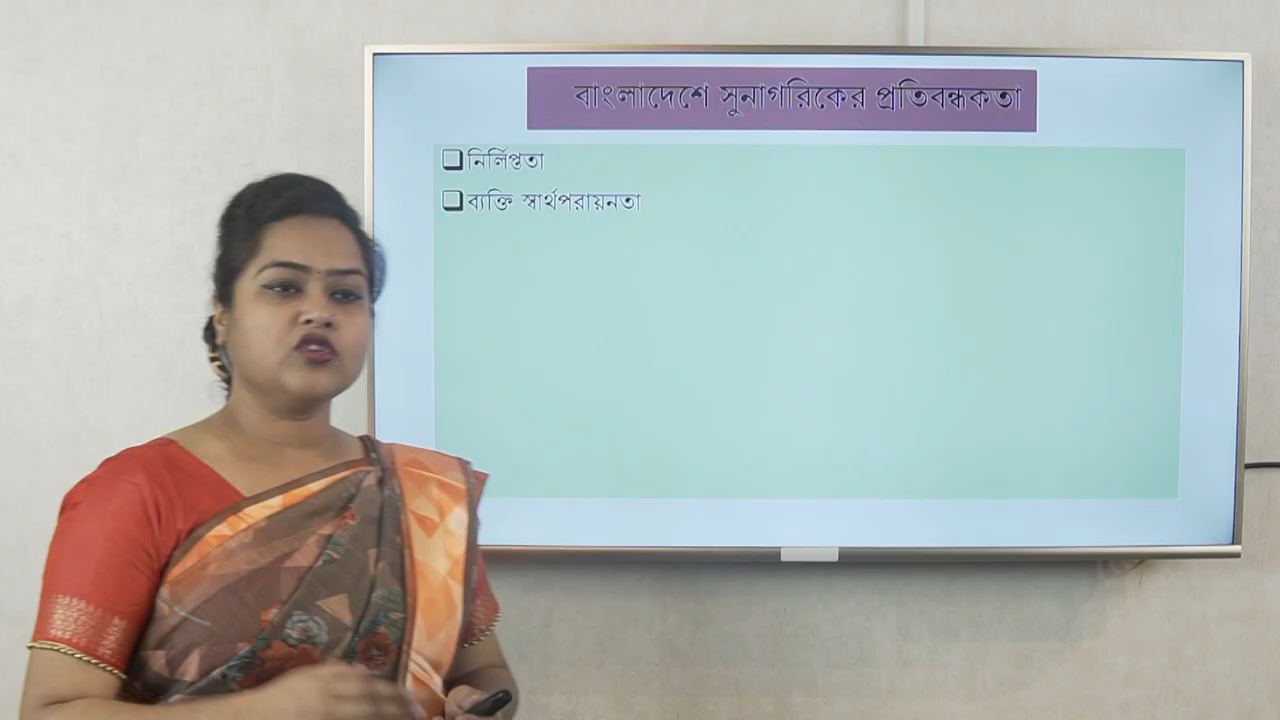 বাংলাদেশে সুনাগরিকের প্রতিবন্ধকতা
নির্লিপ্ততা
ব্যক্তি স্বার্থপরায়নতা